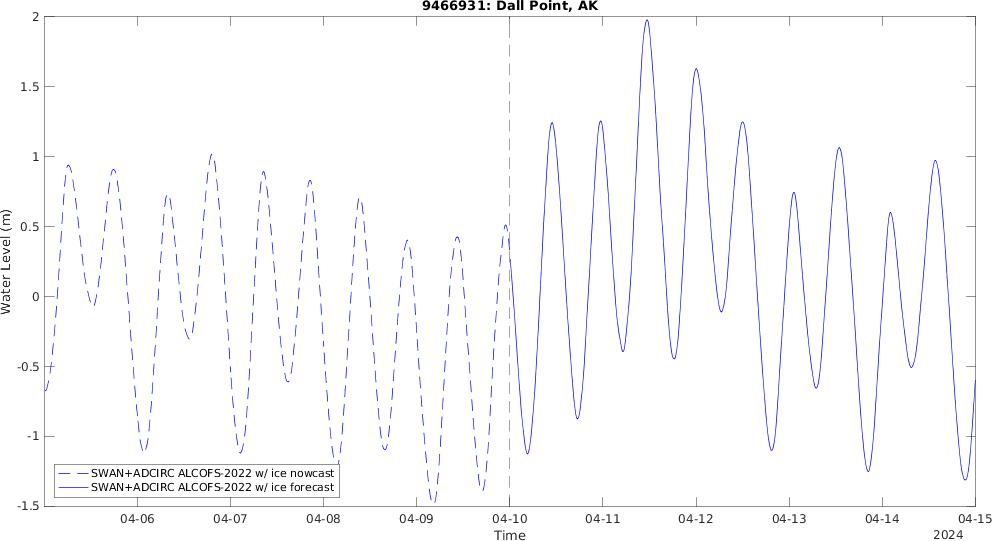 9466931: Dall Point, AK
2
1.5
1
0.5
0
-0.5
-1
-1.5
Water Level (m)
SWAN+ADCIRC ALCOFS-2022 w/ ice nowcast
SWAN+ADCIRC ALCOFS-2022 w/ ice forecast
04-06 04-07 04-08 04-09 04-10 04-11 04-12 04-13 04-14 04-15
Time
2024